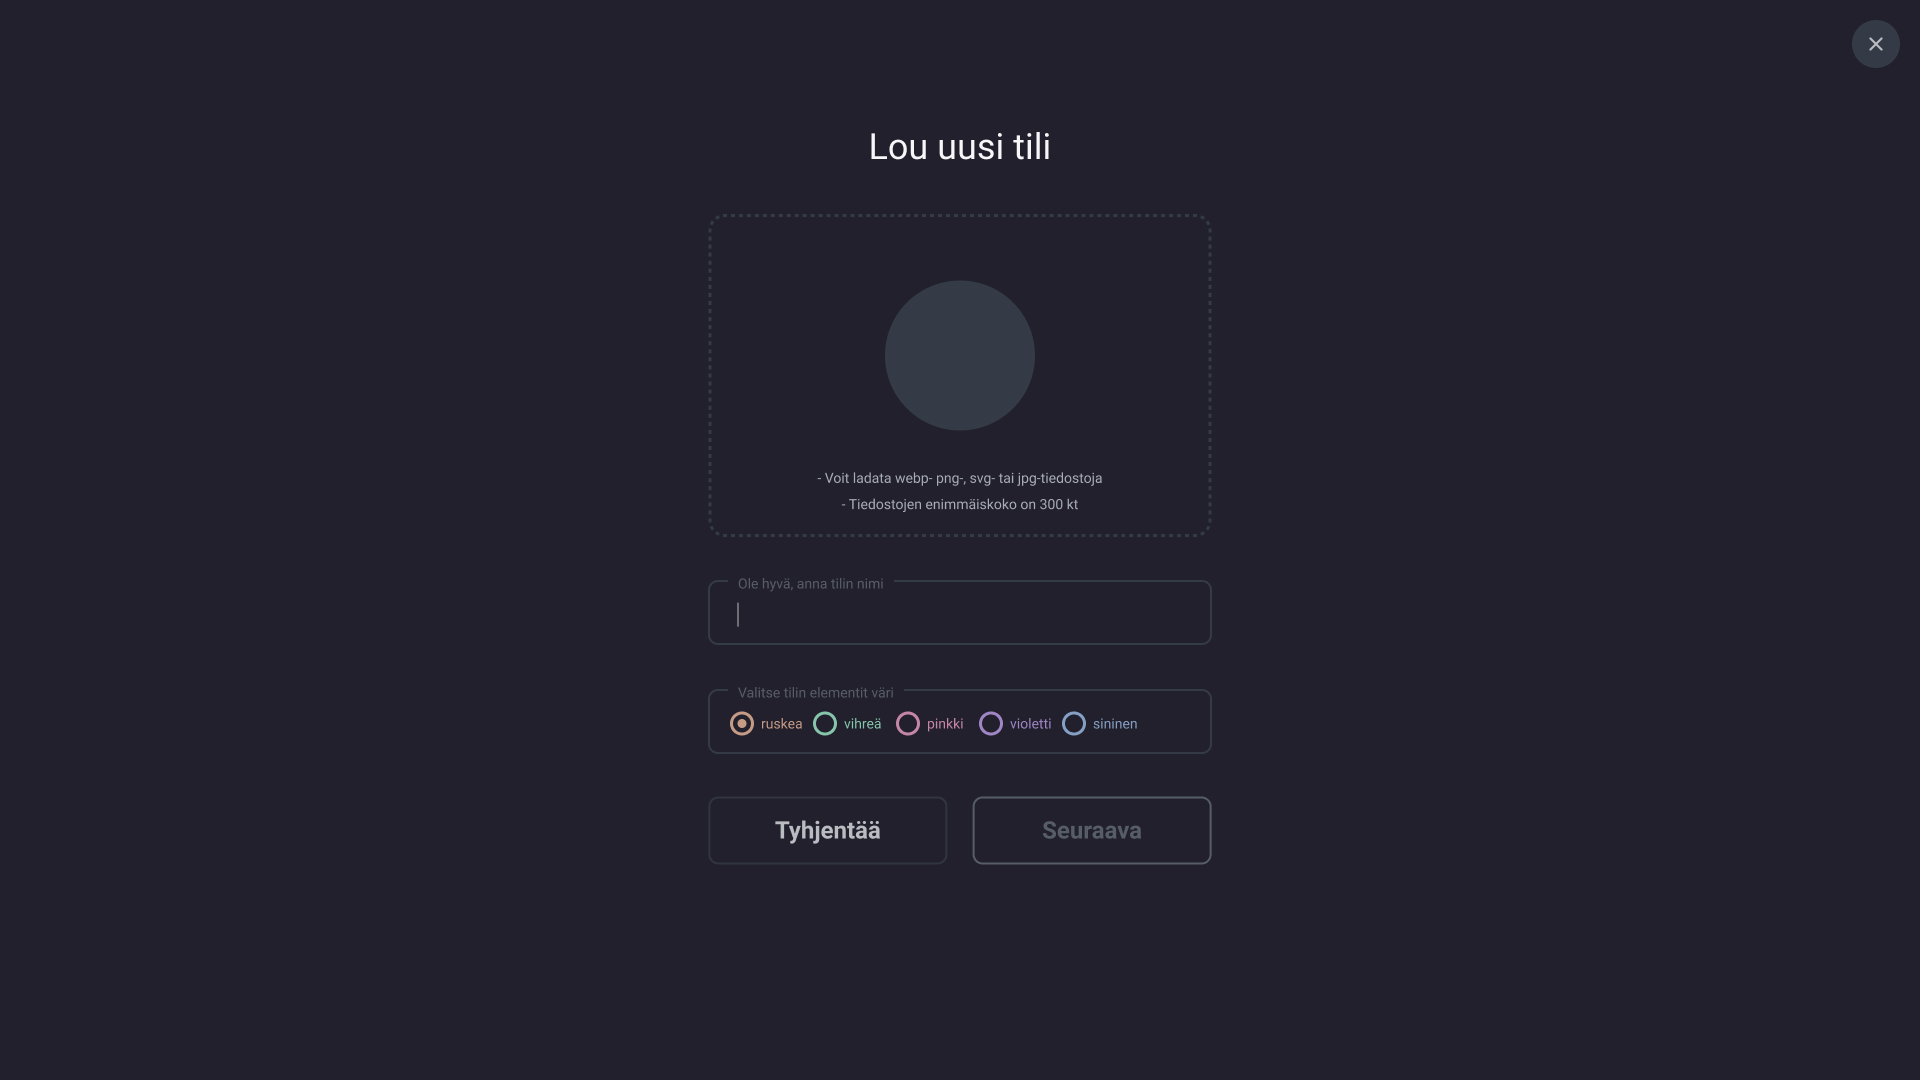 Lou uusi tili
- Voit ladata webp- png-, svg- tai jpg-tiedostoja
- Tiedostojen enimmäiskoko on 300 kt
Ole hyvä, anna tilin nimi
Valitse tilin elementit väri
ruskea vihreä pinkki violetti sininen
Tyhjentää Seuraava